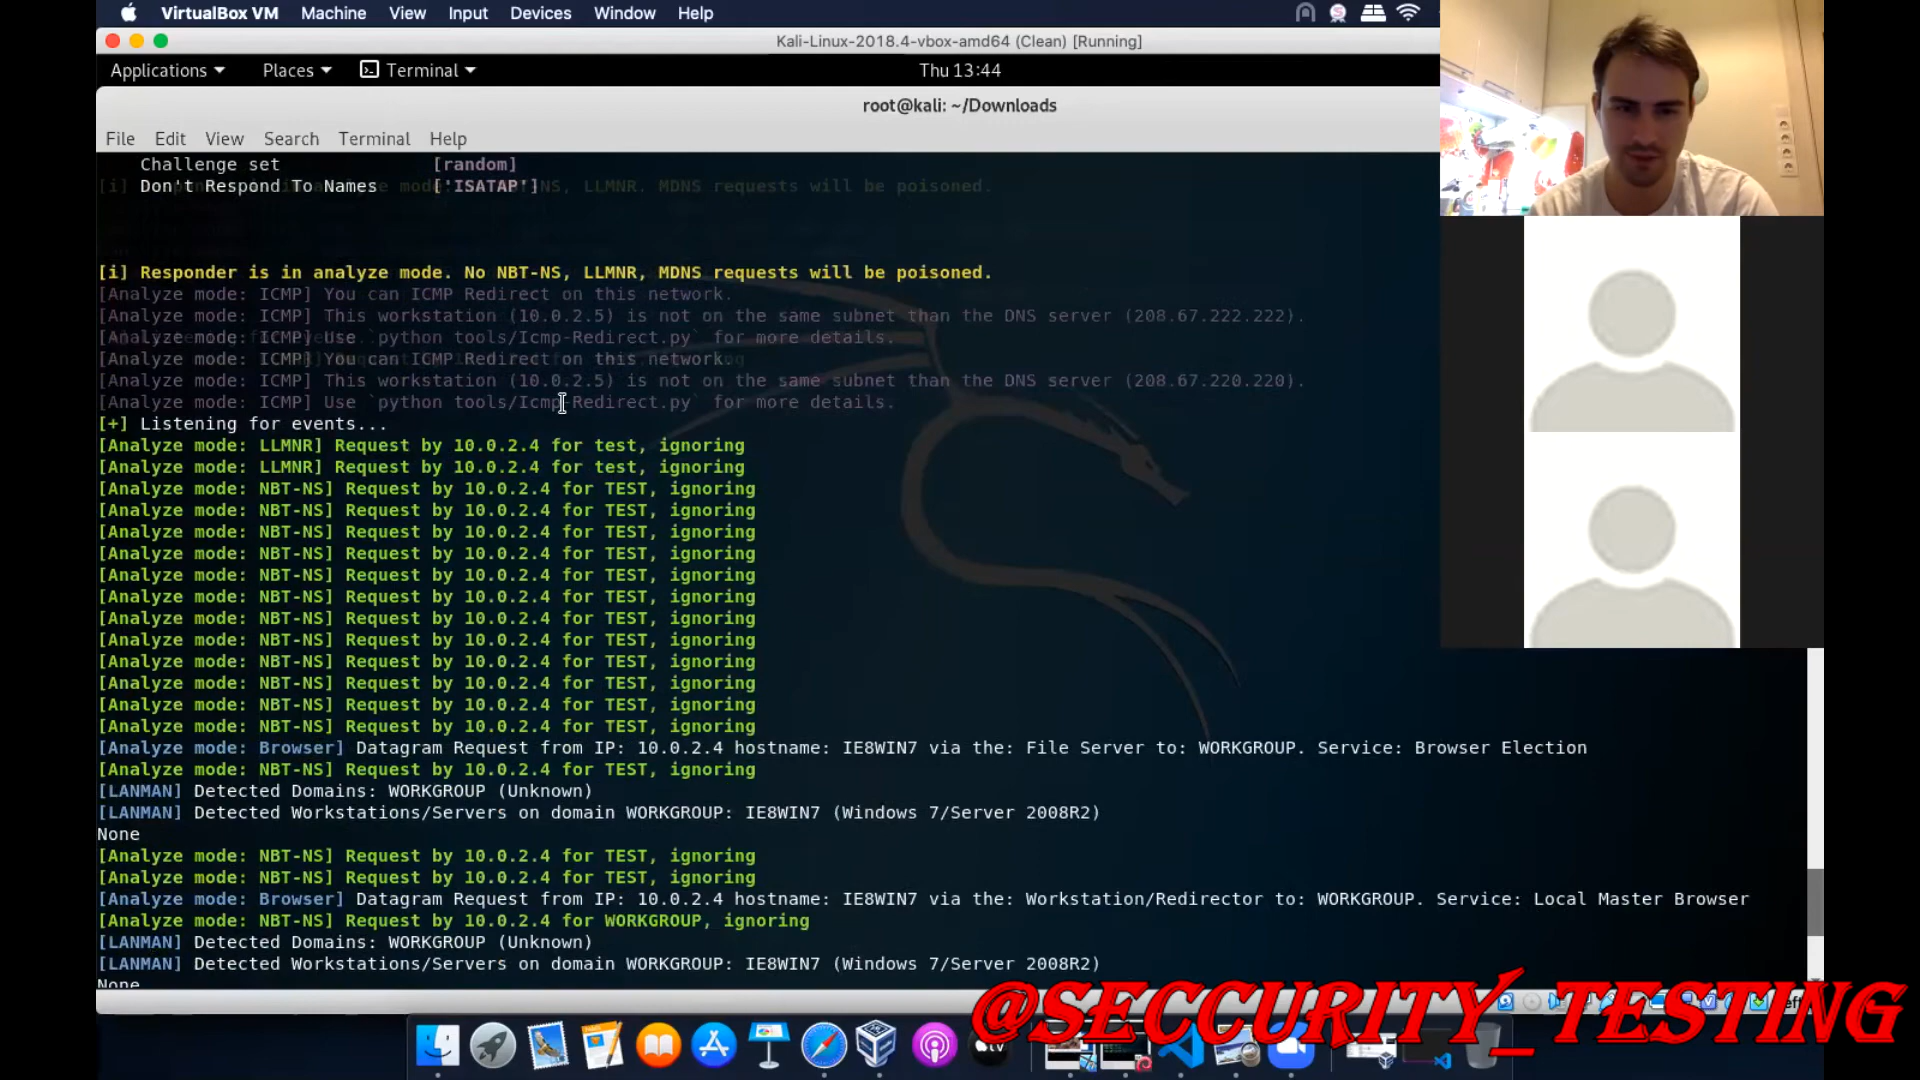 VirtualBox VM Machine View Input Devices Window Help
Kali-Linux-2018.4-vbox-amd64 (Clean) [Running]
Applications Places Terminal Thu 13:44
root@kali: ~/Downloads
File Edit View Search Terminal Help
Challenge set [random]
Don't Respond To Names ['ISATAP']
[i] Responder is in analyze mode. No NBT-NS, LLMNR, MDNS requests will be poisoned.
[Analyze mode: ICMP] You can ICMP Redirect on this network.
[Analyze mode: ICMP] This workstation (10.0.2.5) is not on the same subnet than the DNS server (208.67.222.222).
[Analyze mode: ICMP] Use `python tools/Icmp-Redirect.py` for more details.
[Analyze mode: ICMP] You can ICMP Redirect on this network.
[Analyze mode: ICMP] This workstation (10.0.2.5) is not on the same subnet than the DNS server (208.67.220.220).
[Analyze mode: ICMP] Use `python tools/Icmp-Redirect.py` for more details.
[+] Listening for events...
[Analyze mode: LLMNR] Request by 10.0.2.4 for test, ignoring
[Analyze mode: LLMNR] Request by 10.0.2.4 for test, ignoring
[Analyze mode: NBT-NS] Request by 10.0.2.4 for TEST, ignoring
[Analyze mode: NBT-NS] Request by 10.0.2.4 for TEST, ignoring
[Analyze mode: NBT-NS] Request by 10.0.2.4 for TEST, ignoring
[Analyze mode: NBT-NS] Request by 10.0.2.4 for TEST, ignoring
[Analyze mode: NBT-NS] Request by 10.0.2.4 for TEST, ignoring
[Analyze mode: NBT-NS] Request by 10.0.2.4 for TEST, ignoring
[Analyze mode: NBT-NS] Request by 10.0.2.4 for TEST, ignoring
[Analyze mode: NBT-NS] Request by 10.0.2.4 for TEST, ignoring
[Analyze mode: NBT-NS] Request by 10.0.2.4 for TEST, ignoring
[Analyze mode: NBT-NS] Request by 10.0.2.4 for TEST, ignoring
[Analyze mode: NBT-NS] Request by 10.0.2.4 for TEST, ignoring
[Analyze mode: NBT-NS] Request by 10.0.2.4 for TEST, ignoring
[Analyze mode: Browser] Datagram Request from IP: 10.0.2.4 hostname: IE8WIN7 via the: File Server to: WORKGROUP. Service: Browser Election
[Analyze mode: NBT-NS] Request by 10.0.2.4 for TEST, ignoring
[LANMAN] Detected Domains: WORKGROUP (Unknown)
[LANMAN] Detected Workstations/Servers on domain WORKGROUP: IE8WIN7 (Windows 7/Server 2008R2)
None
[Analyze mode: NBT-NS] Request by 10.0.2.4 for TEST, ignoring
[Analyze mode: NBT-NS] Request by 10.0.2.4 for TEST, ignoring
[Analyze mode: Browser] Datagram Request from IP: 10.0.2.4 hostname: IE8WIN7 via the: Workstation/Redirector to: WORKGROUP. Service: Local Master Browser
[Analyze mode: NBT-NS] Request by 10.0.2.4 for WORKGROUP, ignoring
[LANMAN] Detected Domains: WORKGROUP (Unknown)
[LANMAN] Detected Workstations/Servers on domain WORKGROUP: IE8WIN7 (Windows 7/Server 2008R2)
None
@SECCURITY_TESTING
tv